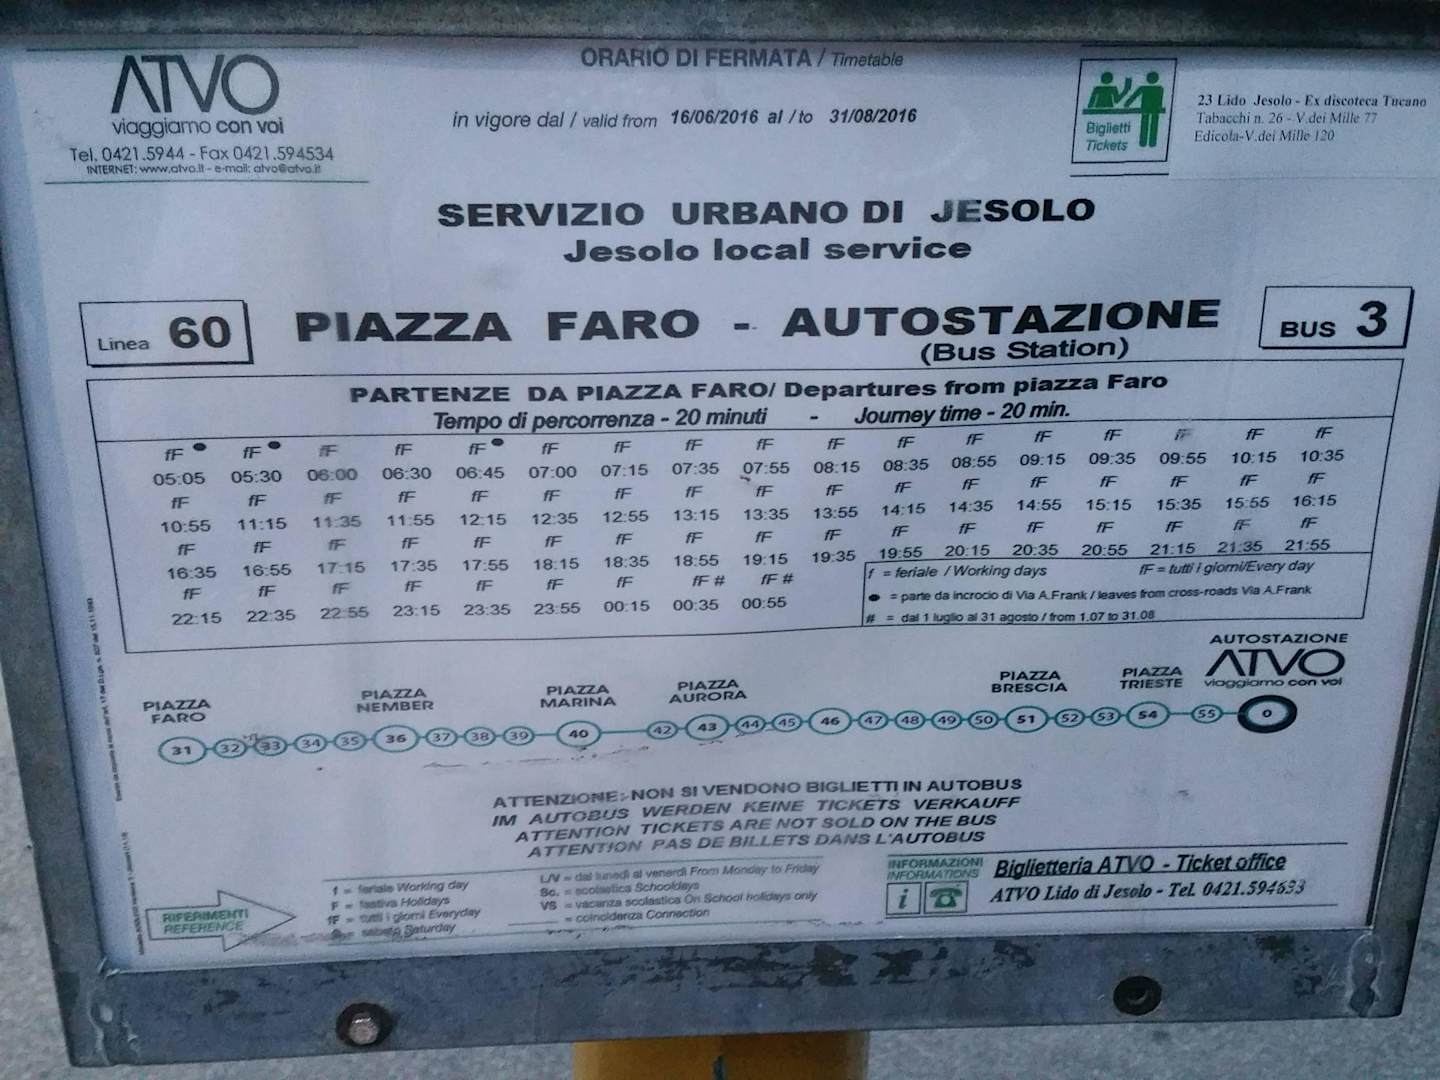 ATVO
viaggiamo con voi
Tel. 0421.5944 - Fax 0421.594534
INTERNET: www.atvo.it - e-mail: atvo@atvo.it
ORARIO DI FERMATA / Timetable
in vigore dal / valid from 16/06/2016 al / to 31/08/2016
Biglietti
Tickets
23 Lido Jesolo - Ex discoteca Tucano
Tabacchi n. 26 - V.dei Mille 77
Edicola-V.dei Mille 120
SERVIZIO URBANO DI JESOLO
Jesolo local service
Linea 60
PIAZZA FARO - AUTOSTAZIONE
(Bus Station)
BUS 3
PARTENZE DA PIAZZA FARO/ Departures from piazza Faro
Tempo di percorrenza - 20 minuti - Journey time - 20 min.
fF ● fF ● fF fF fF ● fF fF fF fF fF fF fF fF fF fF fF fF
05:05 05:30 06:00 06:30 06:45 07:00 07:15 07:35 07:55 08:15 08:35 08:55 09:15 09:35 09:55 10:15 10:35
fF fF fF fF fF fF fF fF fF fF fF fF fF fF fF fF fF
10:55 11:15 11:35 11:55 12:15 12:35 12:55 13:15 13:35 13:55 14:15 14:35 14:55 15:15 15:35 15:55 16:15
fF fF fF fF fF fF fF fF fF fF fF fF fF fF fF fF fF
16:35 16:55 17:15 17:35 17:55 18:15 18:35 18:55 19:15 19:35 19:55 20:15 20:35 20:55 21:15 21:35 21:55
fF fF fF fF fF fF fF fF # fF #
22:15 22:35 22:55 23:15 23:35 23:55 00:15 00:35 00:55
f = feriale / Working days fF = tutti i giorni/Every day
● = parte da incrocio di Via A.Frank / leaves from cross-roads Via A.Frank
# = dal 1 luglio al 31 agosto / from 1.07 to 31.08
PIAZZA FARO
PIAZZA NEMBER
PIAZZA MARINA
PIAZZA AURORA
PIAZZA BRESCIA
PIAZZA TRIESTE
AUTOSTAZIONE
ATVO
viaggiamo con voi
31 32 33 34 35 36 37 38 39 40 42 43 44 45 46 47 48 49 50 51 52 53 54 55 0
ATTENZIONE: NON SI VENDONO BIGLIETTI IN AUTOBUS
IM AUTOBUS WERDEN KEINE TICKETS VERKAUFF
ATTENTION TICKETS ARE NOT SOLD ON THE BUS
ATTENTION PAS DE BILLETS DANS L'AUTOBUS
RIFERIMENTI
REFERENCE
f = feriale Working day
F = festiva Holidays
fF = tutti i giorni Everyday
S = sabato Saturday
L/V = dal lunedì al venerdì From Monday to Friday
Sc. = scolastica Schooldays
VS = vacanza scolastica On School holidays only
= coincidenza Connection
INFORMAZIONI
INFORMATIONS
i
Biglietteria ATVO - Ticket office
ATVO Lido di Jesolo - Tel. 0421.594633